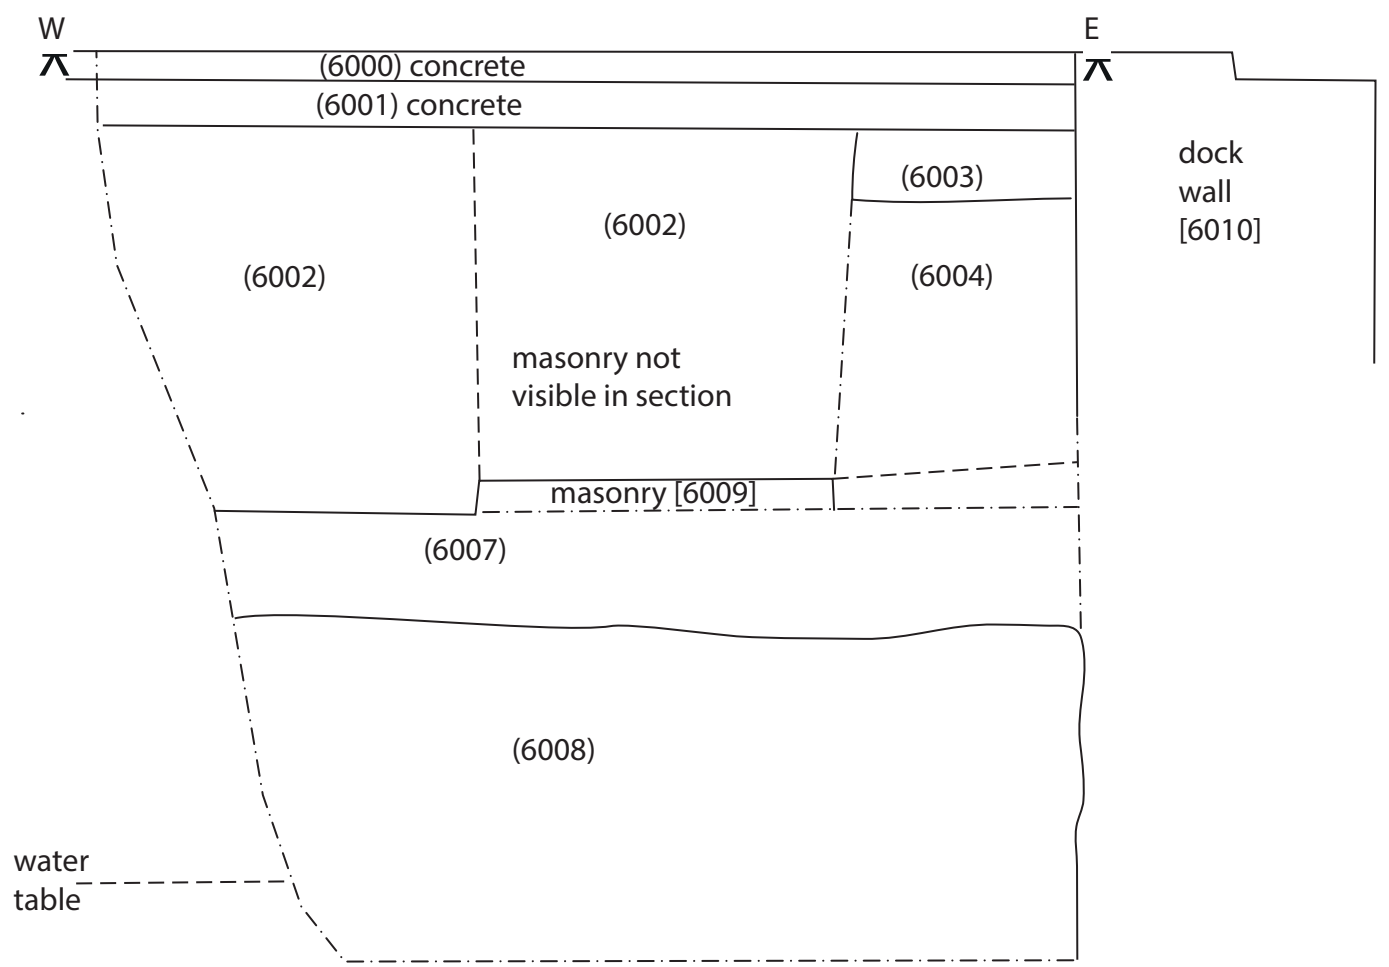 W
E
(6000) concrete
(6001) concrete
dock
wall
[6010]
(6003)
(6002)
(6002)
(6004)
masonry not
visible in section
masonry [6009]
(6007)
(6008)
water
table